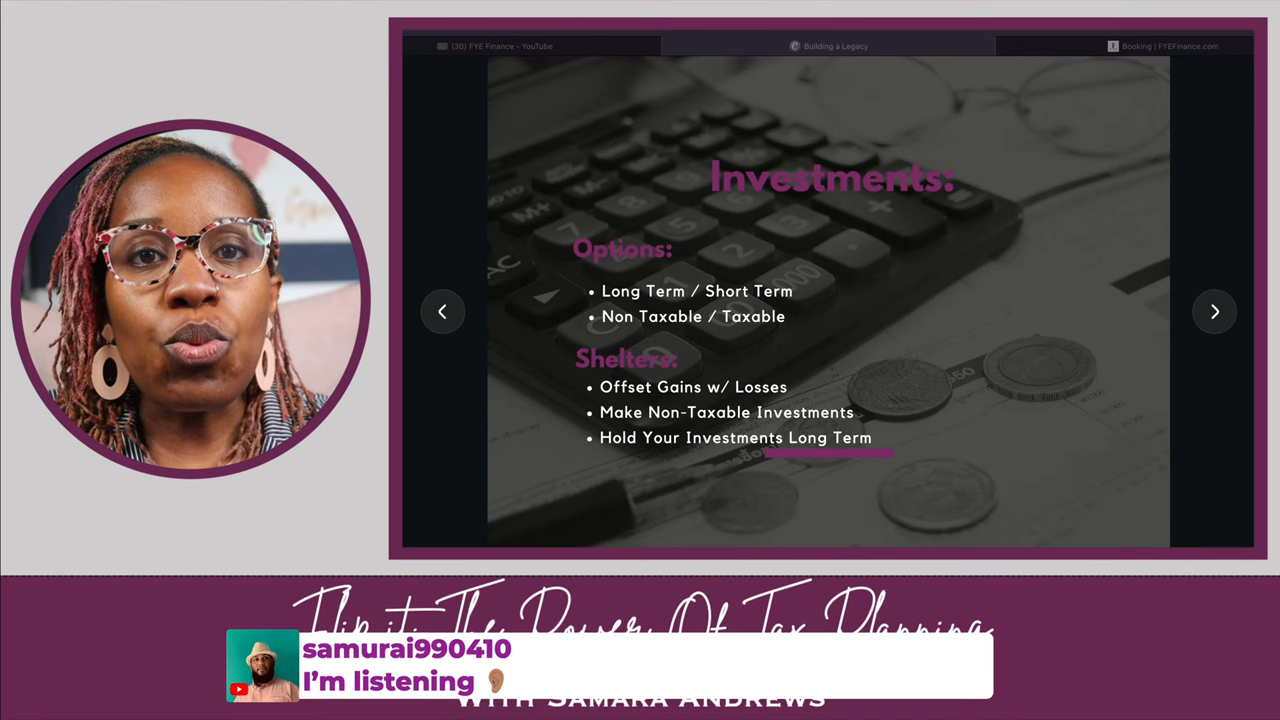 (30) FYE Finance - YouTube
Building a Legacy
Booking | FYEFinance.com
Investments:
Options:
• Long Term / Short Term
• Non Taxable / Taxable
Shelters:
• Offset Gains w/ Losses
• Make Non-Taxable Investments
• Hold Your Investments Long Term
Flip it: The Power Of Tax Planning
samurai990410
I'm listening 👂🏽
WITH SAMARA ANDREWS